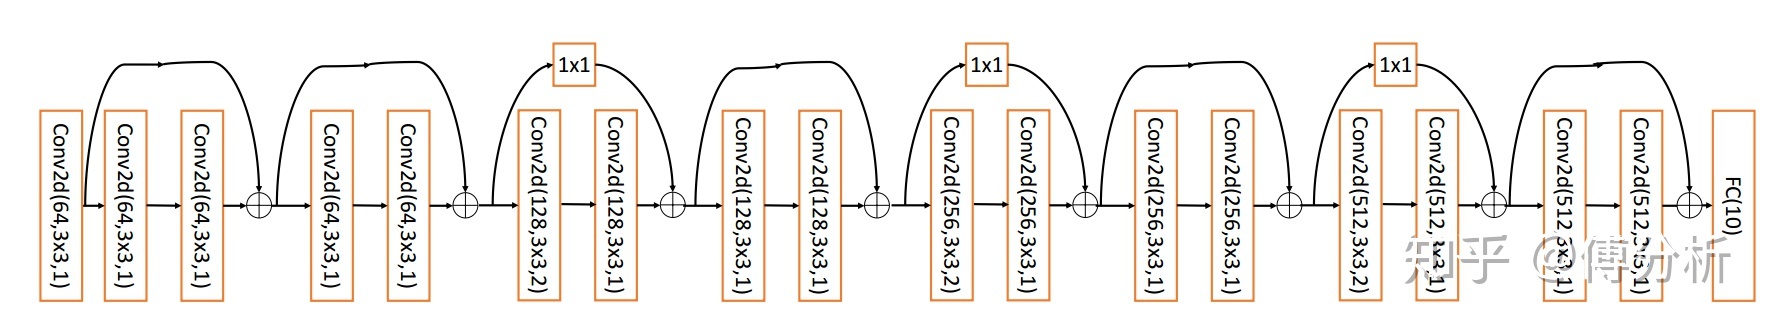 1x1
1x1
1x1
Conv2d(64,3x3,1)
Conv2d(64,3x3,1)
Conv2d(64,3x3,1)
Conv2d(64,3x3,1)
Conv2d(64,3x3,1)
Conv2d(128,3x3,2)
Conv2d(128,3x3,1)
Conv2d(128,3x3,1)
Conv2d(128,3x3,1)
Conv2d(256,3x3,2)
Conv2d(256,3x3,1)
Conv2d(256,3x3,1)
Conv2d(256,3x3,1)
Conv2d(512,3x3,2)
Conv2d(512,3x3,1)
Conv2d(512,3x3,1)
Conv2d(512,3x3,1)
FC(10)
知乎 @傅分析